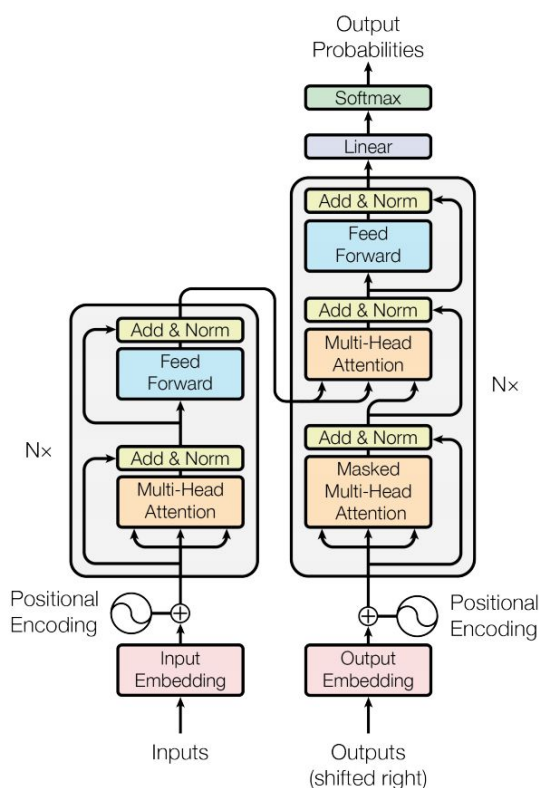 Output
Probabilities
Softmax
Linear
Add & Norm
Feed
Forward
Add & Norm
Multi-Head
Attention
Add & Norm
Masked
Multi-Head
Attention
Nx
Add & Norm
Feed
Forward
Add & Norm
Multi-Head
Attention
N×
Positional
Encoding
Positional
Encoding
Input
Embedding
Output
Embedding
Inputs
Outputs
(shifted right)